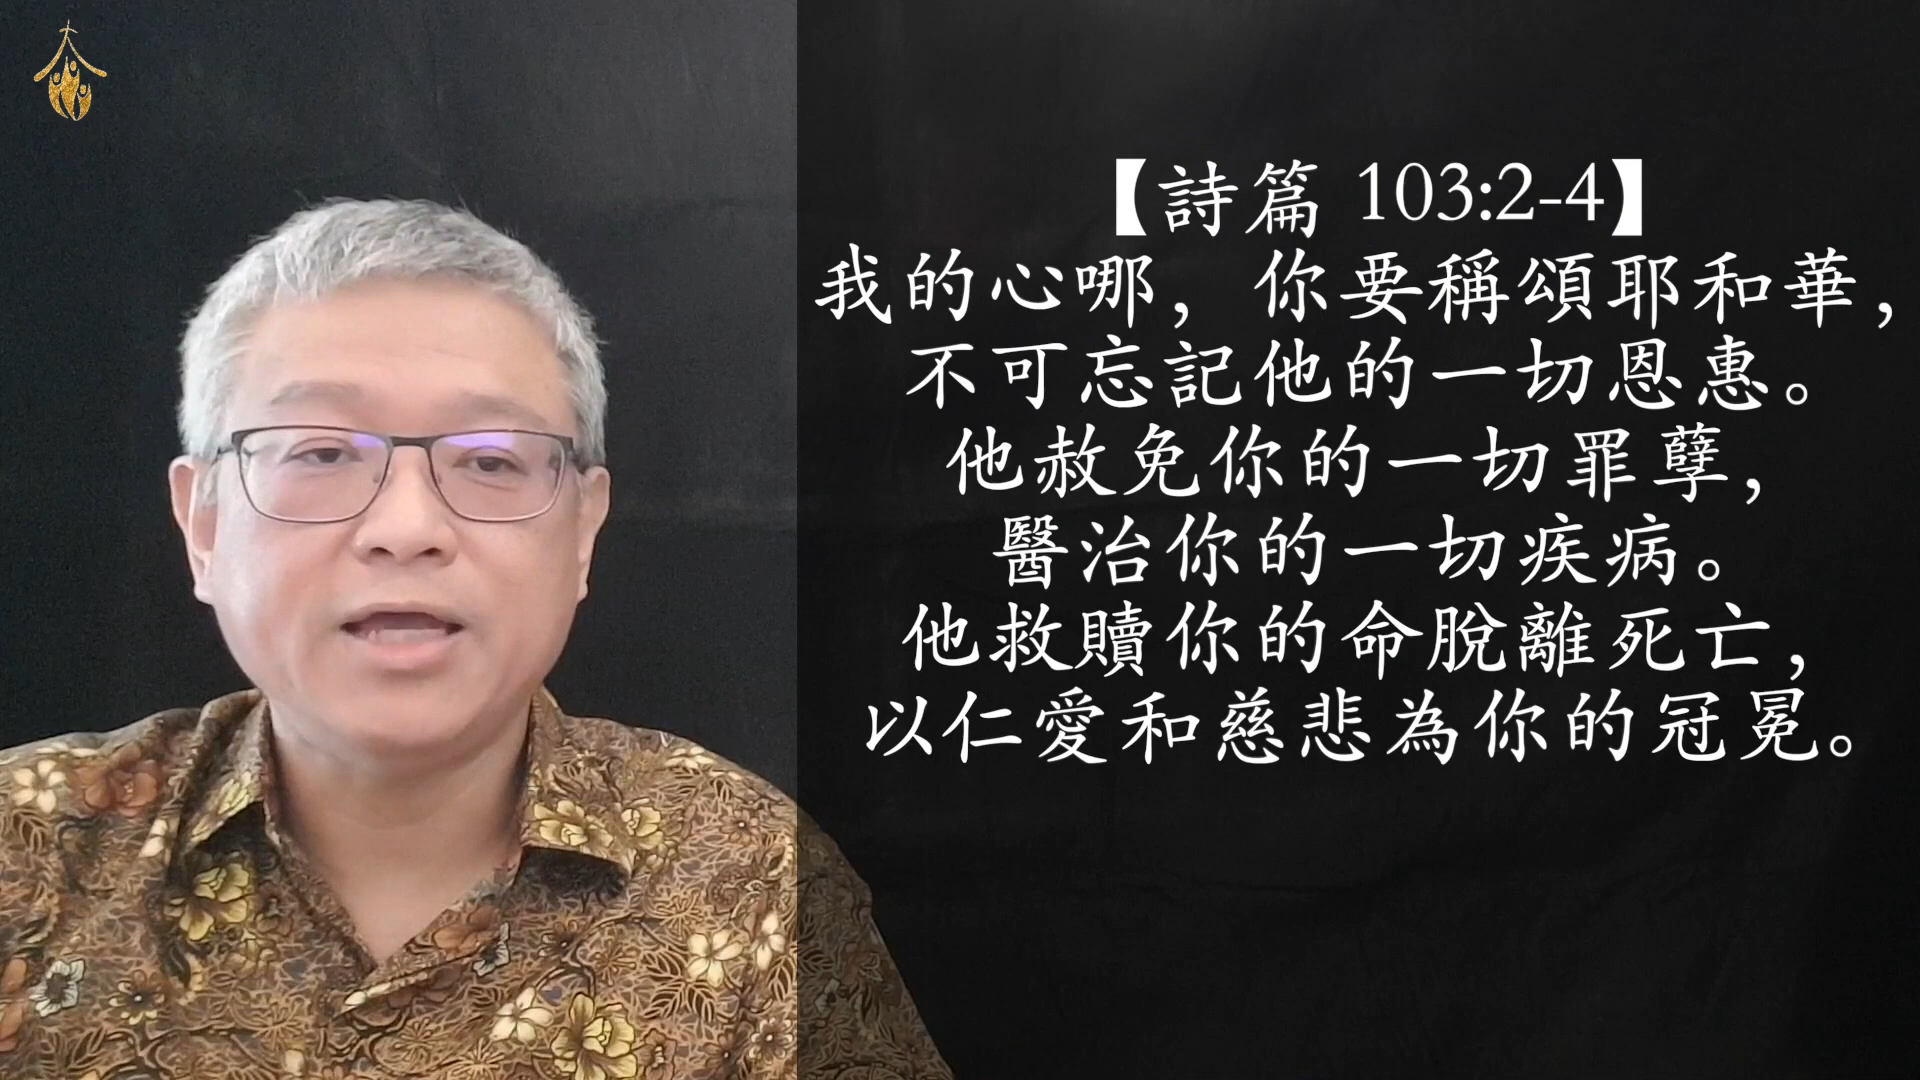 【詩篇 103:2-4】
我的心哪，你要稱頌耶和華，
不可忘記他的一切恩惠。
他赦免你的一切罪孽，
醫治你的一切疾病。
他救贖你的命脫離死亡，
以仁愛和慈悲為你的冠冕。